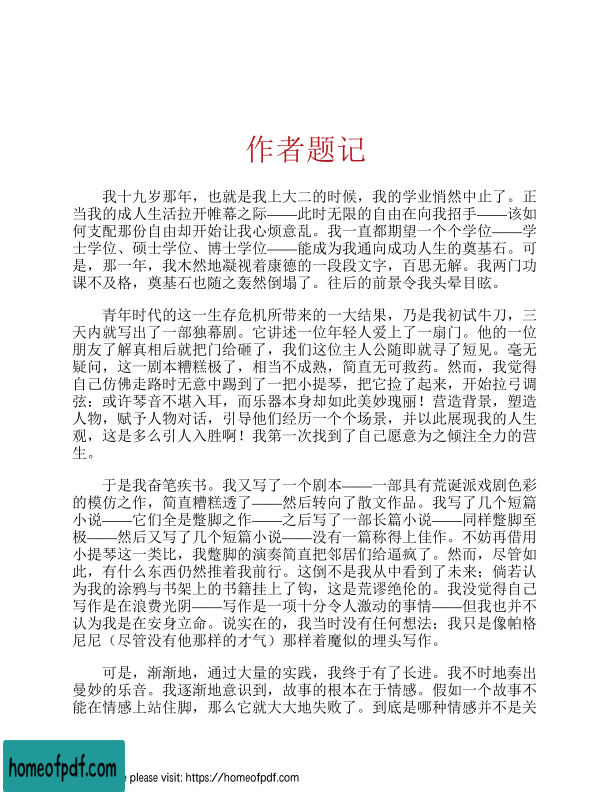 作者题记
我十九岁那年，也就是我上大二的时候，我的学业悄然中止了。正
当我的成人生活拉开帷幕之际——此时无限的自由在向我招手——该如
何支配那份自由却开始让我心烦意乱。我一直都期望一个个学位——学
士学位、硕士学位、博士学位——能成为我通向成功人生的奠基石。可
是，那一年，我木然地凝视着康德的一段段文字，百思无解。我两门功
课不及格，奠基石也随之轰然倒塌了。往后的前景令我头晕目眩。
青年时代的这一生存危机所带来的一大结果，乃是我初试牛刀，三
天内就写出了一部独幕剧。它讲述一位年轻人爱上了一扇门。他的一位
朋友了解真相后就把门给砸了，我们这位主人公随即就寻了短见。毫无
疑问，这一剧本糟糕极了，相当不成熟，简直无可救药。然而，我觉得
自己仿佛走路时无意中踢到了一把小提琴，把它捡了起来，开始拉弓调
弦：或许琴音不堪入耳，而乐器本身却如此美妙瑰丽！营造背景，塑造
人物，赋予人物对话，引导他们经历一个个场景，并以此展现我的人生
观，这是多么引人入胜啊！我第一次找到了自己愿意为之倾注全力的营
生。
于是我奋笔疾书。我又写了一个剧本——一部具有荒诞派戏剧色彩
的模仿之作，简直糟糕透了——然后转向了散文作品。我写了几个短篇
小说——它们全是蹩脚之作——之后写了一部长篇小说——同样蹩脚至
极——然后又写了几个短篇小说——没有一篇称得上佳作。不妨再借用
小提琴这一类比，我蹩脚的演奏简直把邻居们给逼疯了。然而，尽管如
此，有什么东西仍然推着我前行。这倒不是我从中看到了未来；倘若认
为我的涂鸦与书架上的书籍挂上了钩，这是荒谬绝伦的。我没觉得自己
写作是在浪费光阴——写作是一项十分令人激动的事情——但我也并不
认为我是在安身立命。说实在的，我当时没有任何想法；我只是像帕格
尼尼（尽管没有他那样的才气）那样着魔似的埋头写作。
可是，渐渐地，通过大量的实践，我终于有了长进。我不时地奏出
曼妙的乐音。我逐渐地意识到，故事的根本在于情感。假如一个故事不
能在情感上站住脚，那么它就大大地失败了。到底是哪种情感并不是关
homeofpdf.com
e please visit: https://homeofpdf.com